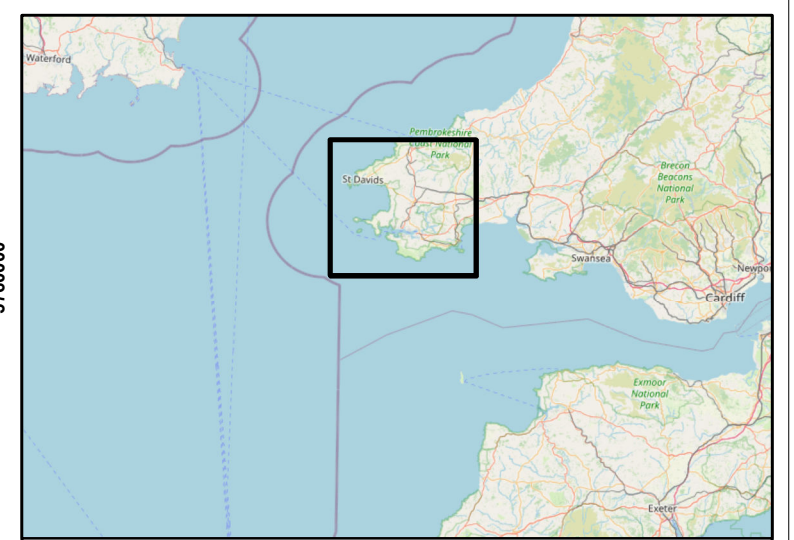 Waterford
Pembrokeshire
Coast National
Park
St Davids
Brecon
Beacons
National
Park
Swansea
Newpo
Cardiff
Exmoor
National
Park
Exeter